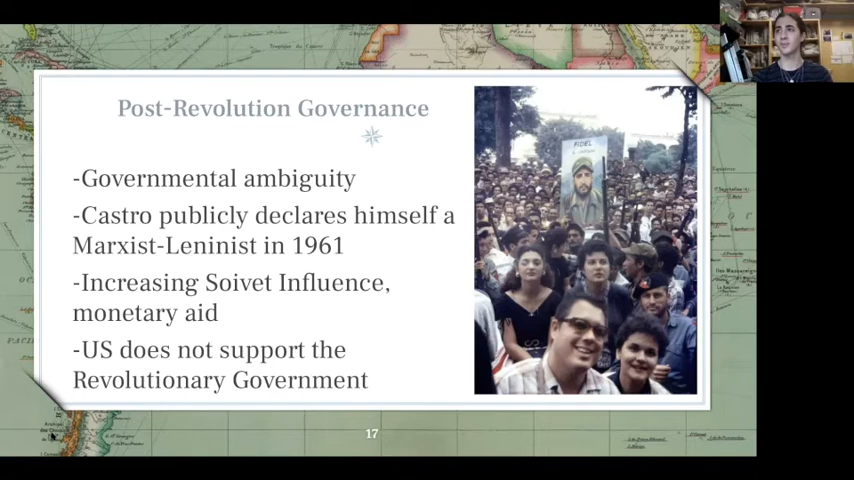 Post-Revolution Governance
-Governmental ambiguity
-Castro publicly declares himself a
Marxist-Leninist in 1961
-Increasing Soivet Influence,
monetary aid
-US does not support the
Revolutionary Government
FIDEL
17